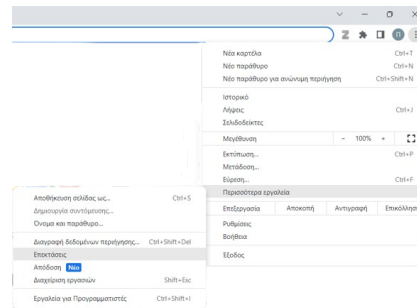 Z
Π
Νέα καρτέλα Ctrl+T
Νέο παράθυρο Ctrl+N
Νέο παράθυρο για ανώνυμη περιήγηση Ctrl+Shift+N
Ιστορικό
Λήψεις Ctrl+J
Σελιδοδείκτες
Μεγέθυνση - 100% +
Εκτύπωση... Ctrl+P
Μετάδοση...
Εύρεση... Ctrl+F
Περισσότερα εργαλεία
Επεξεργασία Αποκοπή Αντιγραφή Επικόλληση
Ρυθμίσεις
Βοήθεια
Έξοδος
Αποθήκευση σελίδας ως... Ctrl+S
Δημιουργία συντόμευσης...
Όνομα και παράθυρο...
Διαγραφή δεδομένων περιήγησης... Ctrl+Shift+Del
Επεκτάσεις
Απόδοση Νέο
Διαχείριση εργασιών Shift+Esc
Εργαλεία για Προγραμματιστές Ctrl+Shift+I